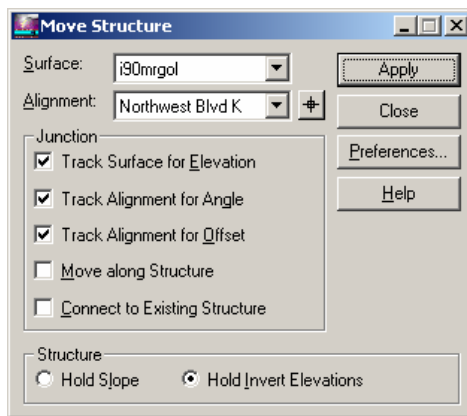 Move Structure
Surface: i90mrgol
Alignment: Northwest Blvd K
Apply
Close
Preferences...
Help
Junction
Track Surface for Elevation
Track Alignment for Angle
Track Alignment for Offset
Move along Structure
Connect to Existing Structure
Structure
Hold Slope Hold Invert Elevations